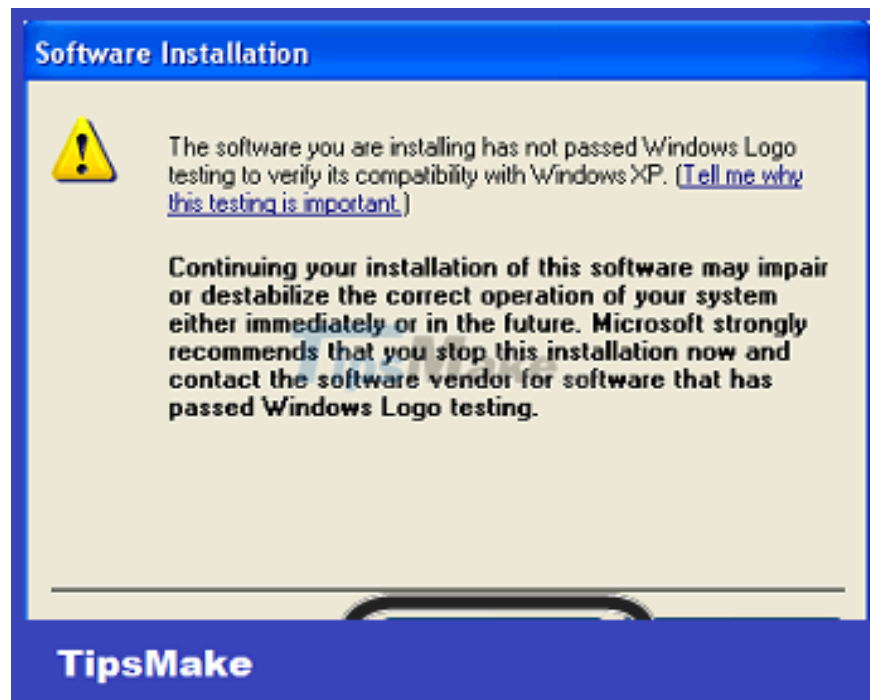 Software Installation
The software you are installing has not passed Windows Logo
testing to verify its compatibility with Windows XP. (Tell me why
this testing is important.)
Continuing your installation of this software may impair
or destabilize the correct operation of your system
either immediately or in the future. Microsoft strongly
recommends that you stop this installation now and
contact the software vendor for software that has
passed Windows Logo testing.
TipsMake
TipsMake